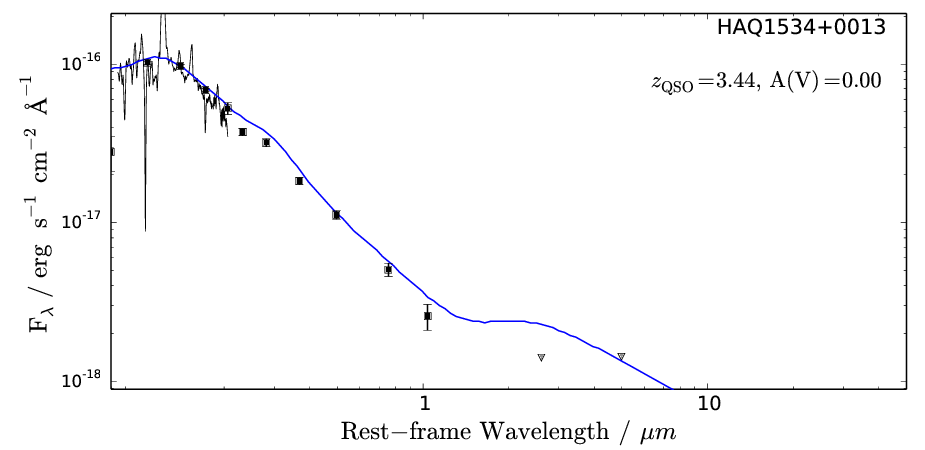 HAQ1534+0013
z_QSO=3.44, A(V)=0.00
10⁻¹⁶
10⁻¹⁷
10⁻¹⁸
F_λ / erg s⁻¹ cm⁻² Å⁻¹
1 10
Rest−frame Wavelength / μm